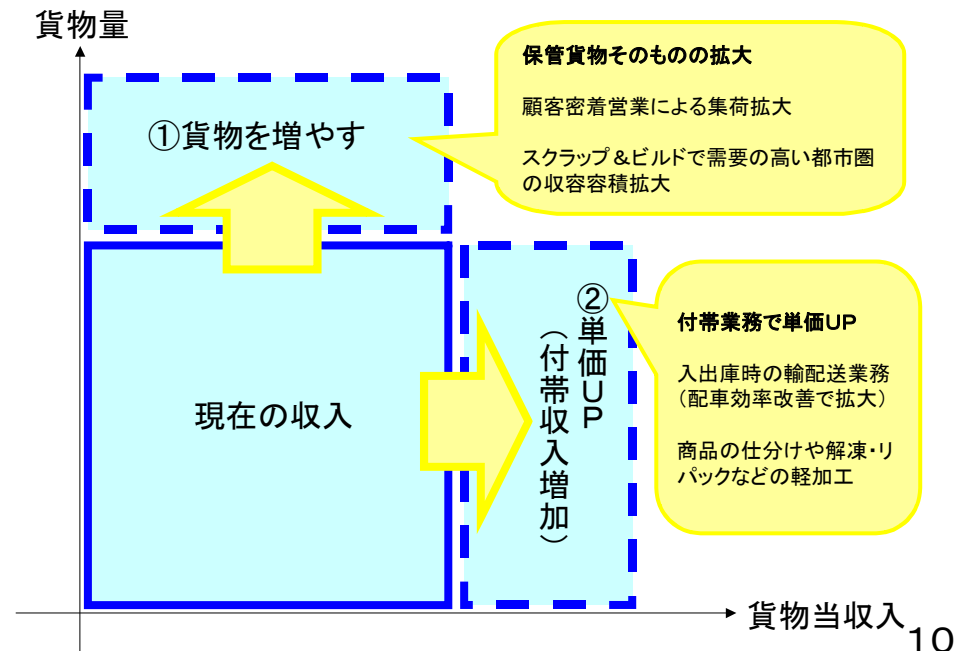 貨物量
保管貨物そのものの拡大
顧客密着営業による集荷拡大
スクラップ＆ビルドで需要の高い都市圏
の収容容積拡大
①貨物を増やす
現在の収入
②単価ＵＰ
（付帯収入増加）
付帯業務で単価ＵＰ
入出庫時の輸配送業務
（配車効率改善で拡大）
商品の仕分けや解凍・リ
パックなどの軽加工
貨物当収入
10